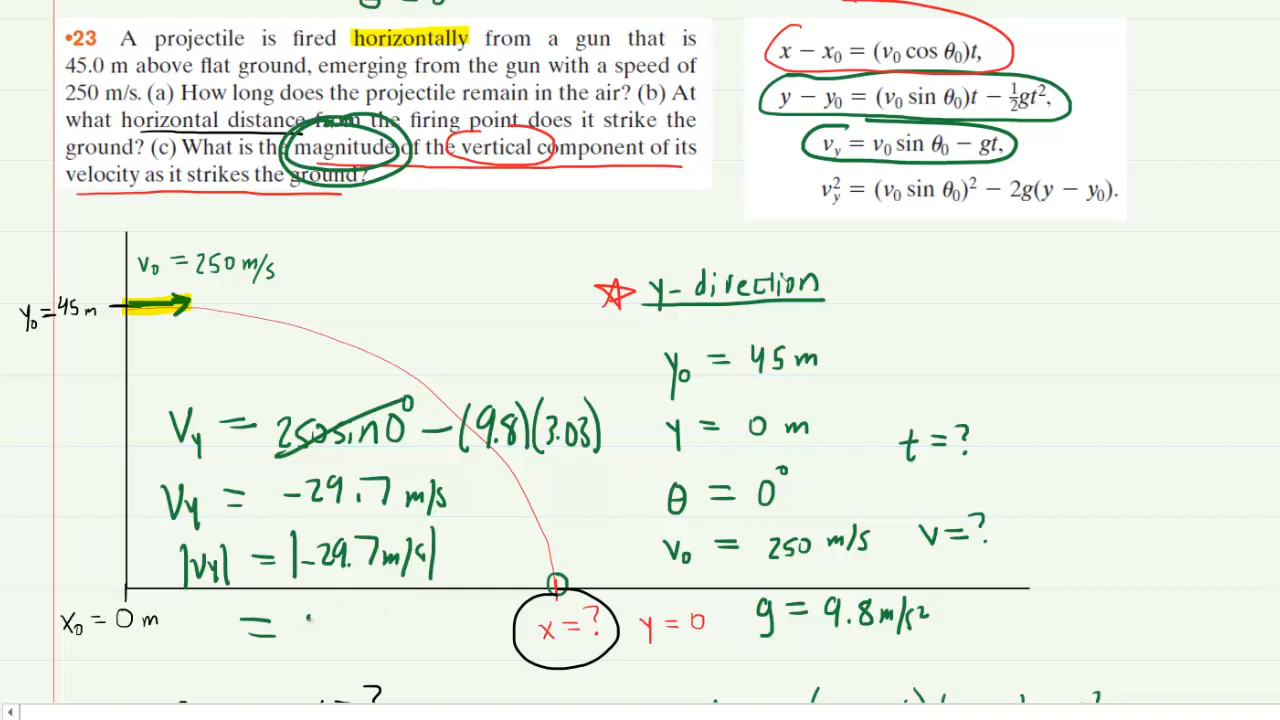 •23 A projectile is fired horizontally from a gun that is
45.0 m above flat ground, emerging from the gun with a speed of
250 m/s. (a) How long does the projectile remain in the air? (b) At
what horizontal distance from the firing point does it strike the
ground? (c) What is the magnitude of the vertical component of its
velocity as it strikes the ground?
x − x₀ = (v₀ cos θ₀)t,
y − y₀ = (v₀ sin θ₀)t − ½gt²,
v_y = v₀ sin θ₀ − gt,
v_y² = (v₀ sin θ₀)² − 2g(y − y₀).
v₀ = 250 m/s
y₀ = 45 m
y-direction
y₀ = 45 m
y = 0 m
t = ?
θ = 0°
v₀ = 250 m/s
v = ?
g = 9.8 m/s²
V_y = 250 sin 0° − (9.8)(3.03)
V_y = −29.7 m/s
|V_y| = |−29.7 m/s|
=
x₀ = 0 m
x = ?
y = 0